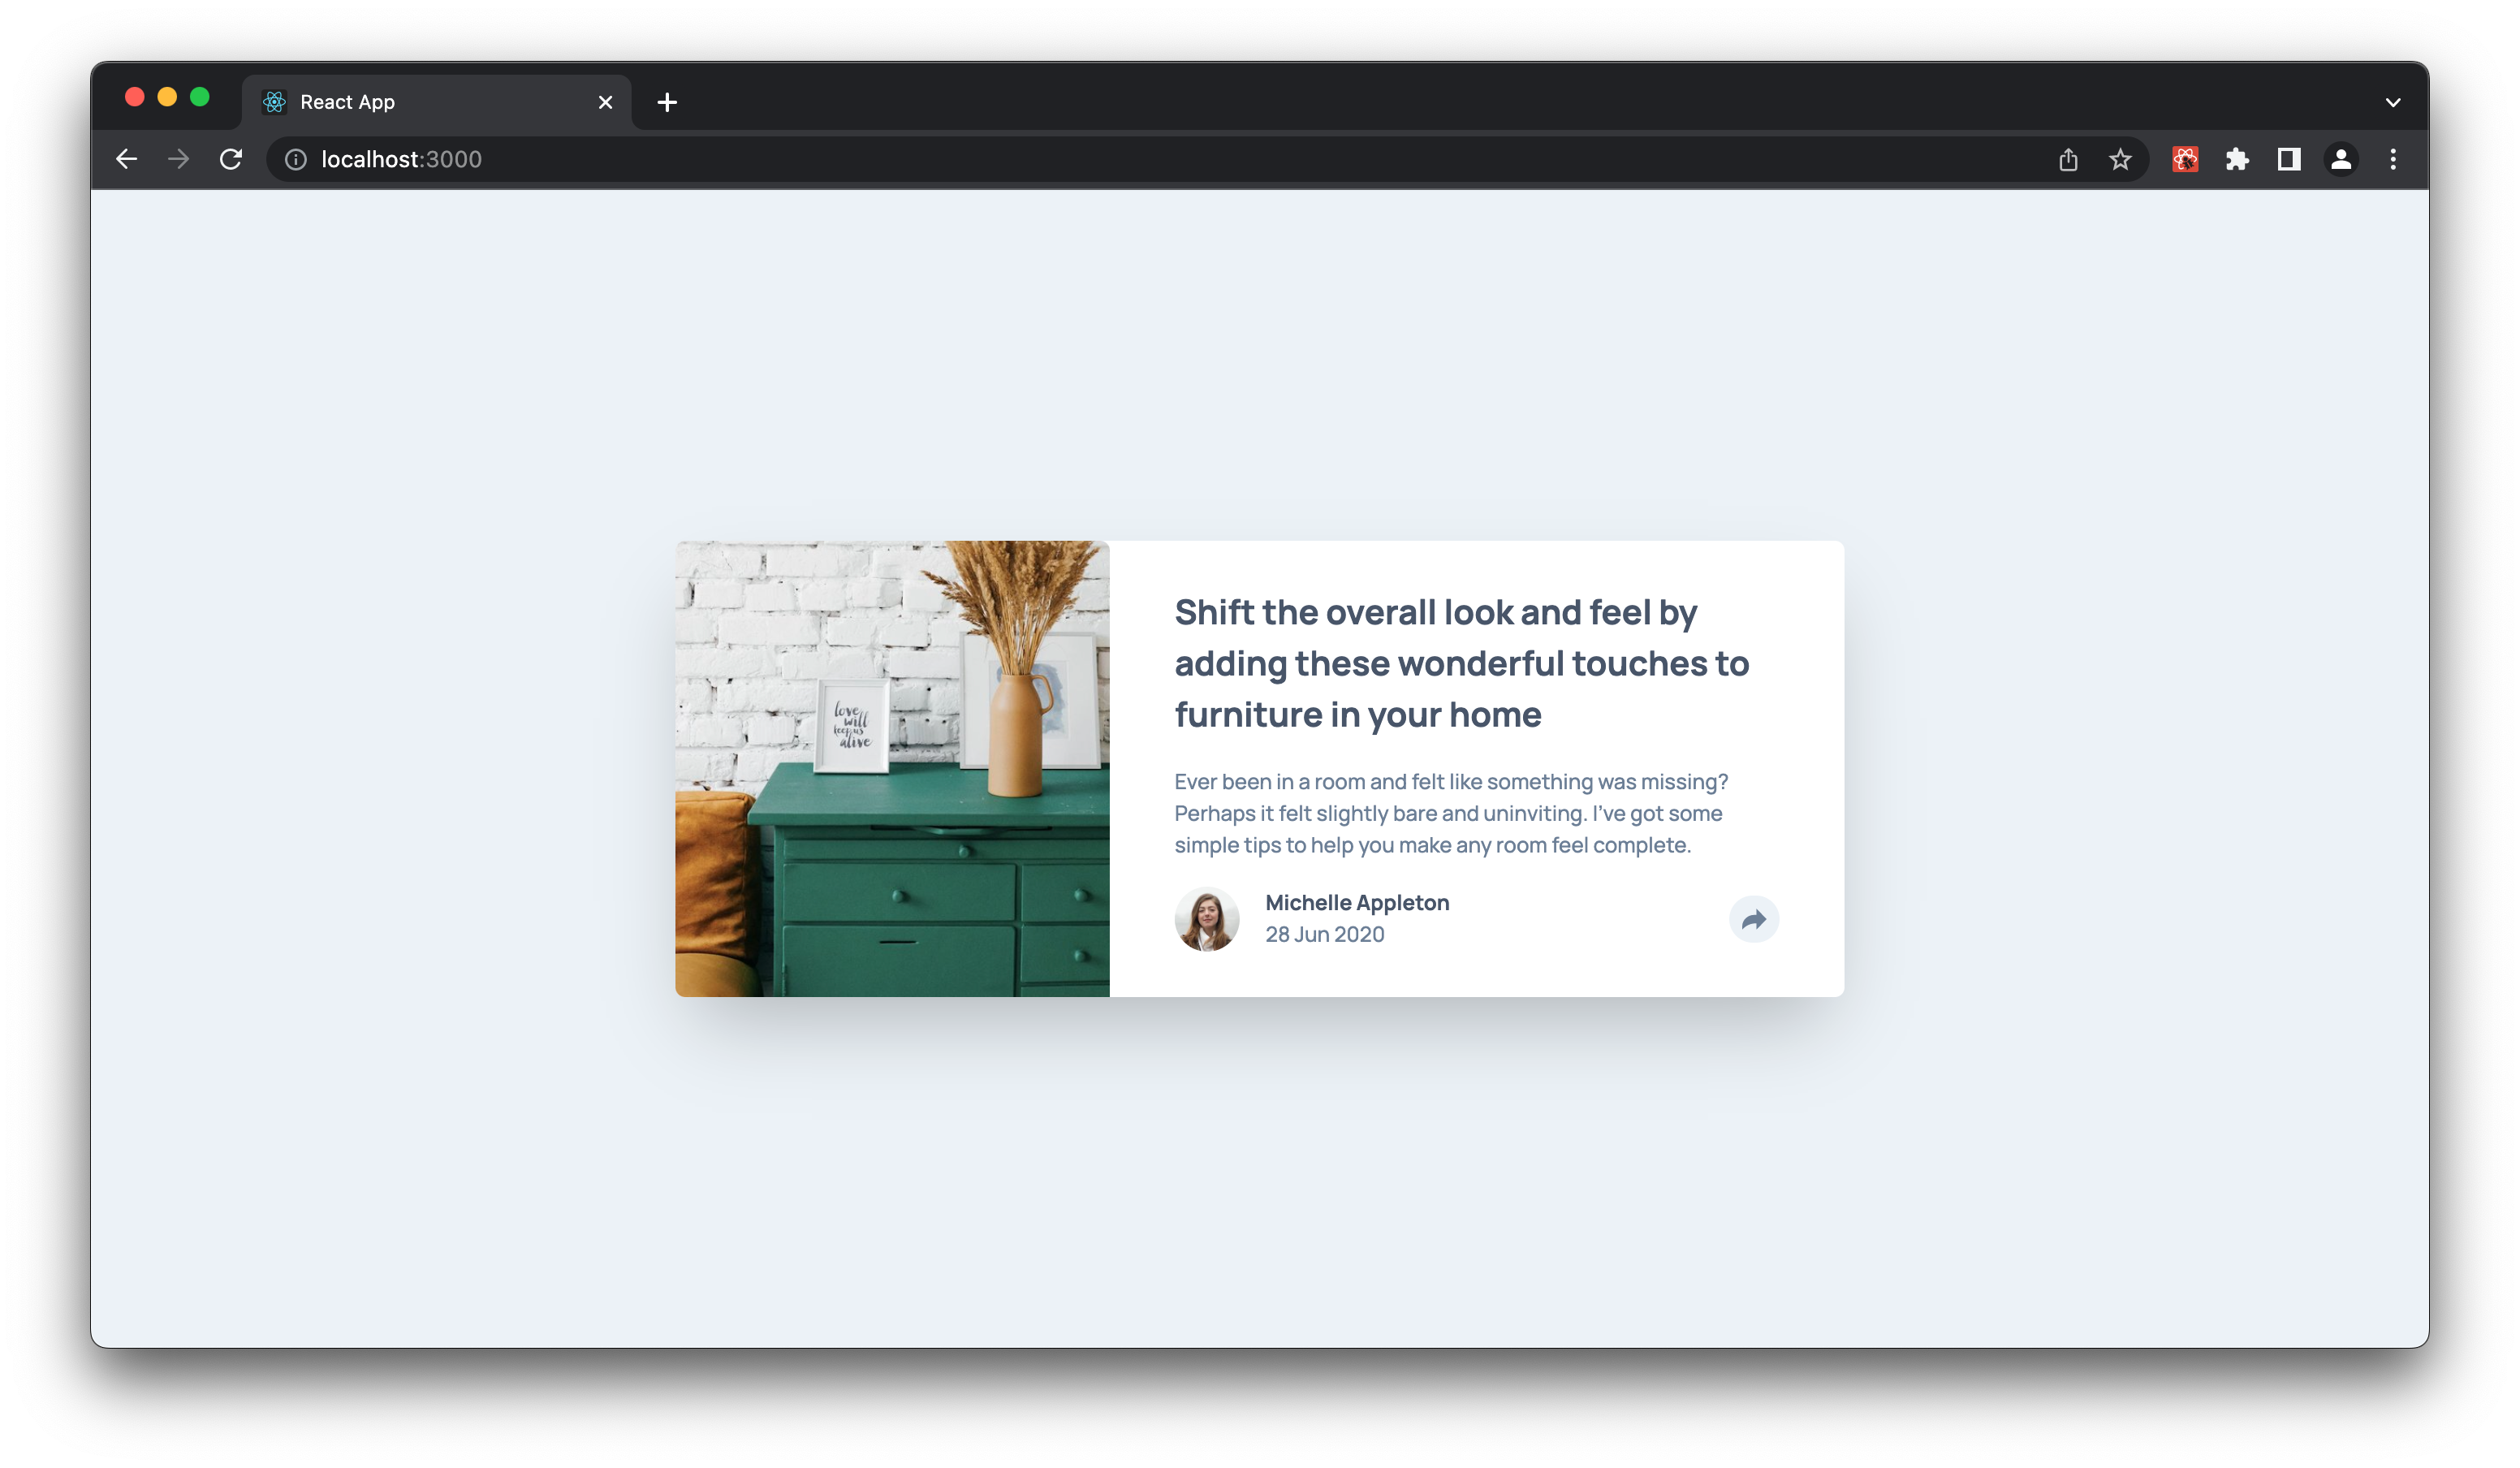 React App
localhost:3000
love
will
keep us
alive
Shift the overall look and feel by
adding these wonderful touches to
furniture in your home
Ever been in a room and felt like something was missing?
Perhaps it felt slightly bare and uninviting. I’ve got some
simple tips to help you make any room feel complete.
Michelle Appleton
28 Jun 2020